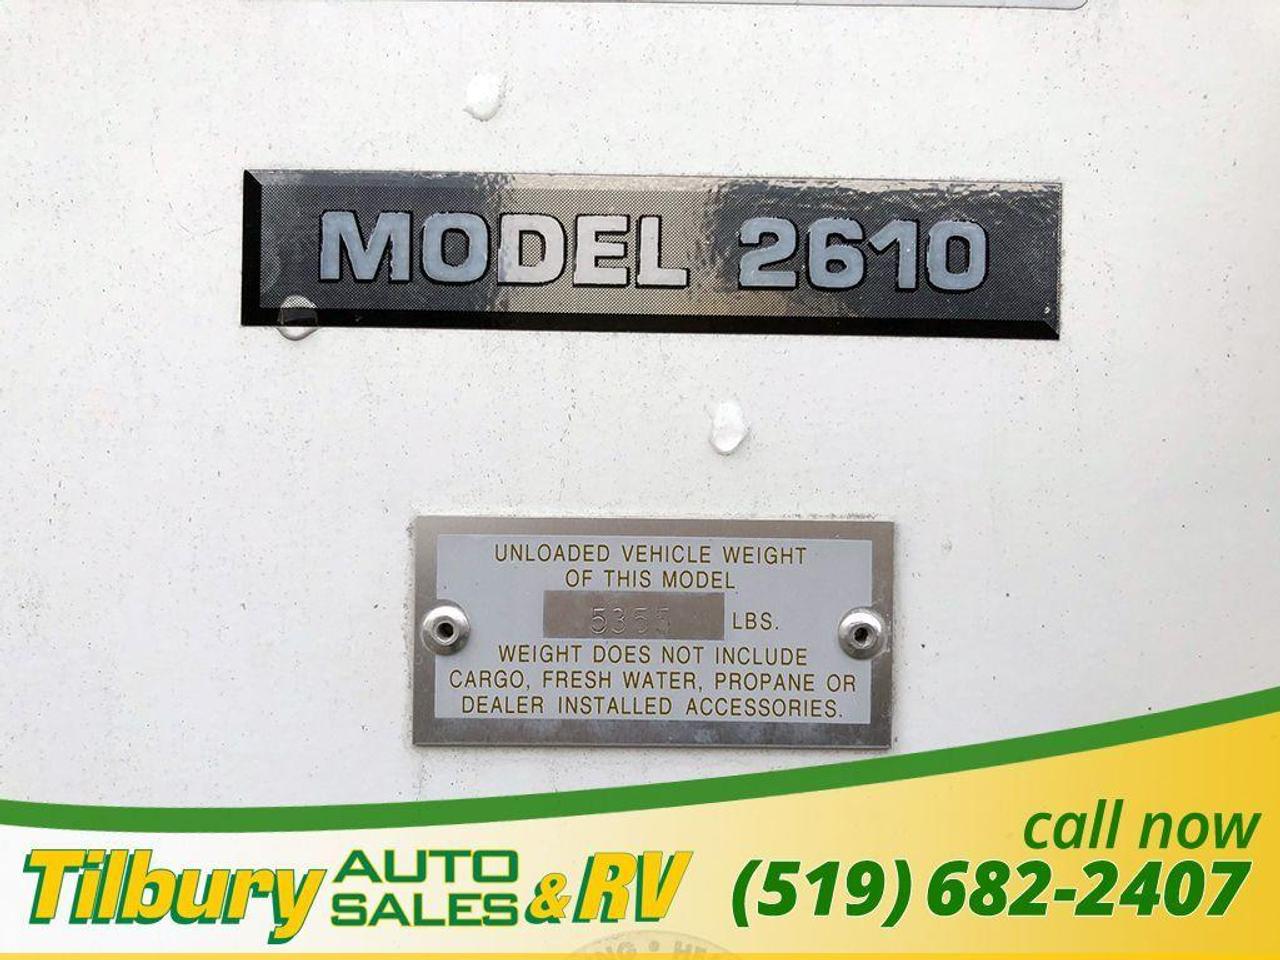 MODEL 2610
UNLOADED VEHICLE WEIGHT
OF THIS MODEL
5355 LBS.
WEIGHT DOES NOT INCLUDE
CARGO, FRESH WATER, PROPANE OR
DEALER INSTALLED ACCESSORIES.
call now
Tilbury AUTO SALES & RV
(519) 682-2407